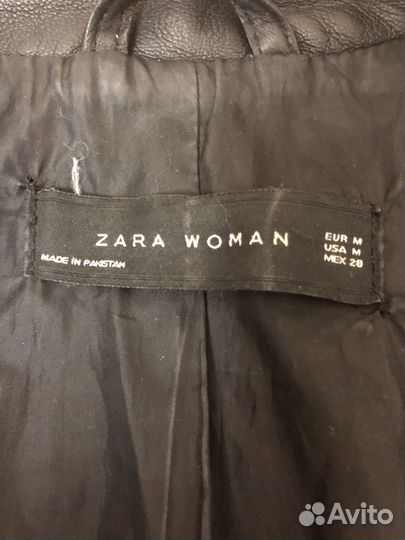 ZARA WOMAN
MADE IN PAKISTAN
EUR M
USA M
MEX 28
Avito